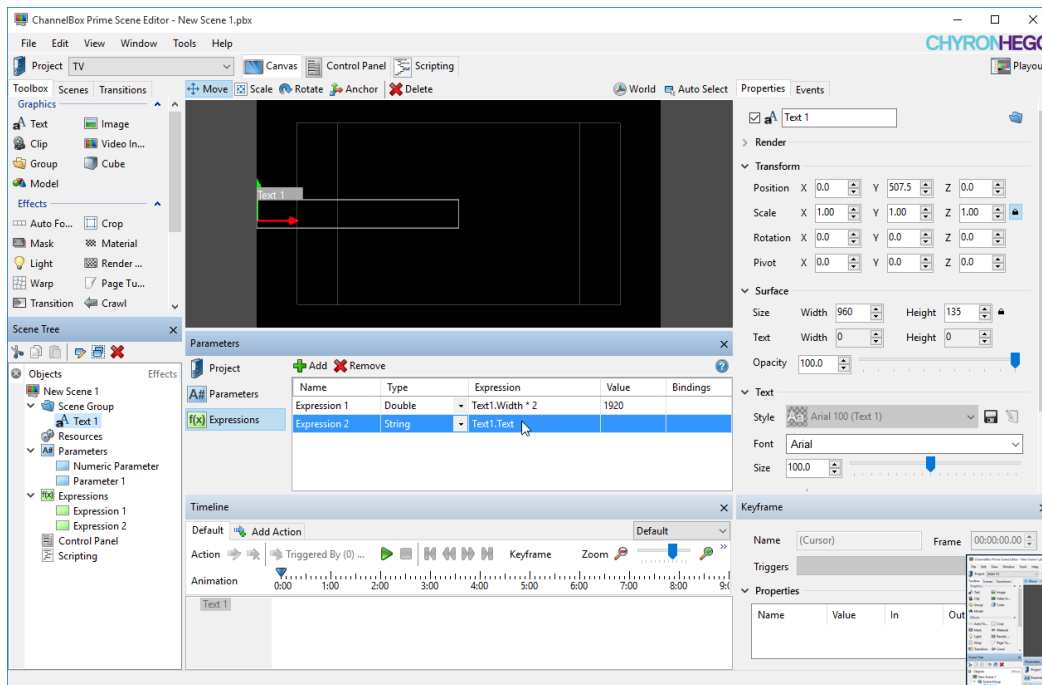 ChannelBox Prime Scene Editor - New Scene 1.pbx
File Edit View Window Tools Help
CHYRONHEGO
Project TV Canvas Control Panel Scripting Playou
Toolbox Scenes Transitions
Move Scale Rotate Anchor Delete World Auto Select
Properties Events
Graphics
Text Image
Clip Video In...
Group Cube
Model
Effects
Auto Fo... Crop
Mask Material
Light Render ...
Warp Page Tu...
Transition Crawl
Text 1
Text 1
Render
Transform
Position X 0.0 Y 507.5 Z 0.0
Scale X 1.00 Y 1.00 Z 1.00
Rotation X 0.0 Y 0.0 Z 0.0
Pivot X 0.0 Y 0.0 Z 0.0
Surface
Size Width 960 Height 135
Text Width 0 Height 0
Opacity 100.0
Text
Style Aa Arial 100 (Text 1)
Font Arial
Size 100.0
Scene Tree
Objects Effects
New Scene 1
Scene Group
Text 1
Resources
A# Parameters
Numeric Parameter
Parameter 1
f(x) Expressions
Expression 1
Expression 2
Control Panel
Scripting
Parameters
Project
A# Parameters
f(x) Expressions
Add Remove
Name Type Expression Value Bindings
Expression 1 Double Text1.Width * 2 1920
Expression 2 String Text1.Text
Timeline
Default Add Action Default
Action Triggered By (0) ... Keyframe Zoom
Animation 0:00 1:00 2:00 3:00 4:00 5:00 6:00 7:00 8:00 9:0
Text 1
Keyframe
Name (Cursor) Frame 00:00:00.00
Triggers
Properties
Name Value In Out